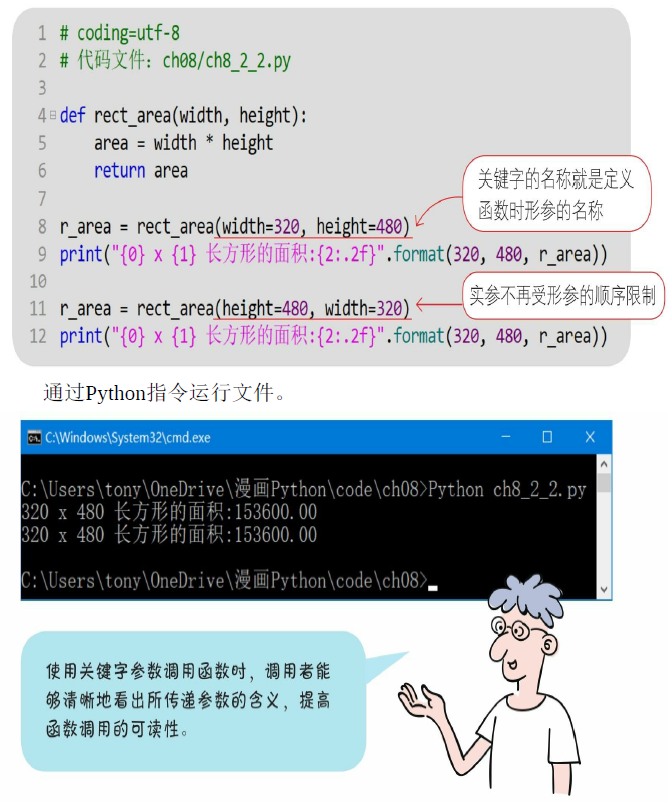 1 # coding=utf-8
2 # 代码文件：ch08/ch8_2_2.py
3
4 def rect_area(width, height):
5     area = width * height
6     return area
7
关键字的名称就是定义
函数时形参的名称
8 r_area = rect_area(width=320, height=480)
9 print("{0} x {1} 长方形的面积:{2:.2f}".format(320, 480, r_area))
10
实参不再受形参的顺序限制
11 r_area = rect_area(height=480, width=320)
12 print("{0} x {1} 长方形的面积:{2:.2f}".format(320, 480, r_area))
通过Python指令运行文件。
C:\Windows\System32\cmd.exe
C:\Users\tony\OneDrive\漫画Python\code\ch08>Python ch8_2_2.py
320 x 480 长方形的面积:153600.00
320 x 480 长方形的面积:153600.00
C:\Users\tony\OneDrive\漫画Python\code\ch08>
使用关键字参数调用函数时，调用者能
够清晰地看出所传递参数的含义，提高
函数调用的可读性。